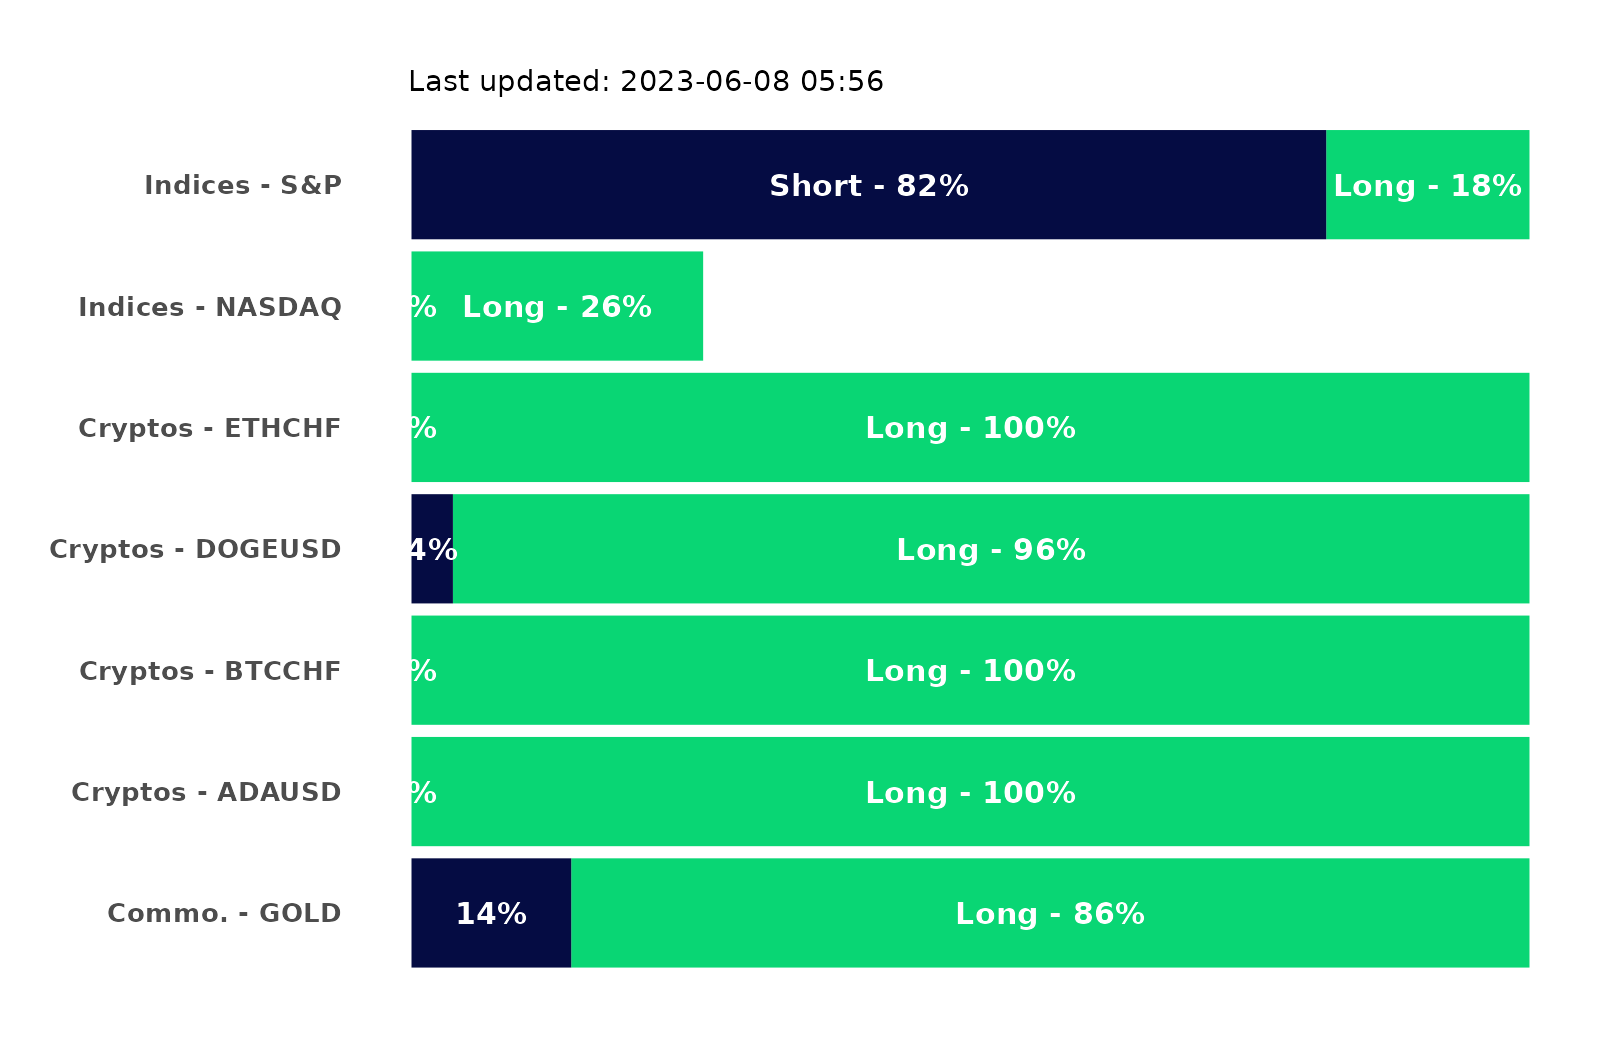 Last updated: 2023-06-08 05:56
Indices - S&P Short - 82% Long - 18%
Indices - NASDAQ % Long - 26%
Cryptos - ETHCHF % Long - 100%
Cryptos - DOGEUSD 4% Long - 96%
Cryptos - BTCCHF % Long - 100%
Cryptos - ADAUSD % Long - 100%
Commo. - GOLD 14% Long - 86%